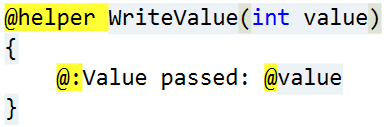 @helper WriteValue(int value)
{
@:Value passed: @value
}